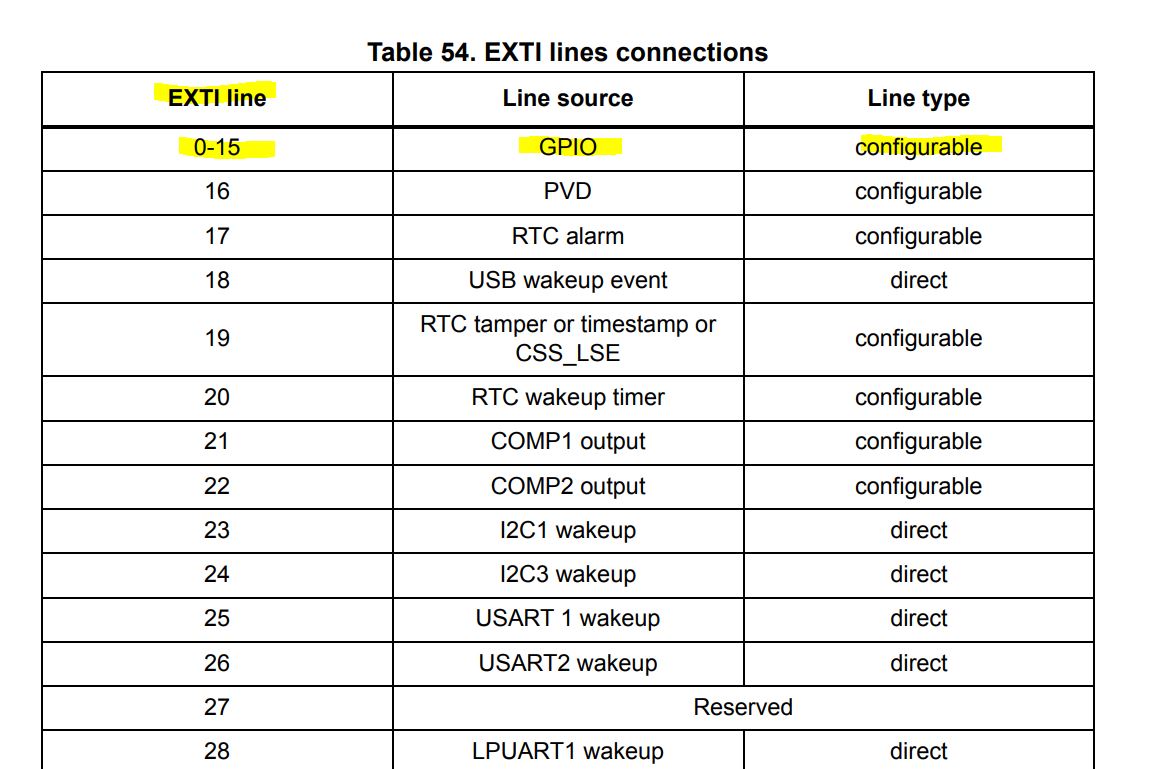 Table 54. EXTI lines connections
EXTI line Line source Line type
0-15 GPIO configurable
16 PVD configurable
17 RTC alarm configurable
18 USB wakeup event direct
19 RTC tamper or timestamp or CSS_LSE configurable
20 RTC wakeup timer configurable
21 COMP1 output configurable
22 COMP2 output configurable
23 I2C1 wakeup direct
24 I2C3 wakeup direct
25 USART 1 wakeup direct
26 USART2 wakeup direct
27 Reserved
28 LPUART1 wakeup direct